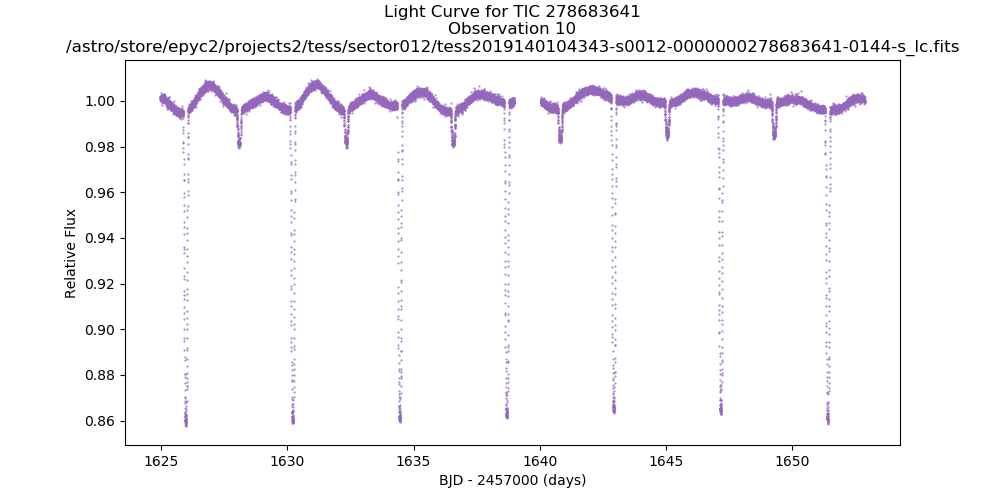 Light Curve for TIC 278683641
Observation 10
/astro/store/epyc2/projects2/tess/sector012/tess2019140104343-s0012-0000000278683641-0144-s_lc.fits
1.00
0.98
0.96
0.94
0.92
0.90
0.88
0.86
Relative Flux
1625
1630
1635
1640
1645
1650
BJD - 2457000 (days)